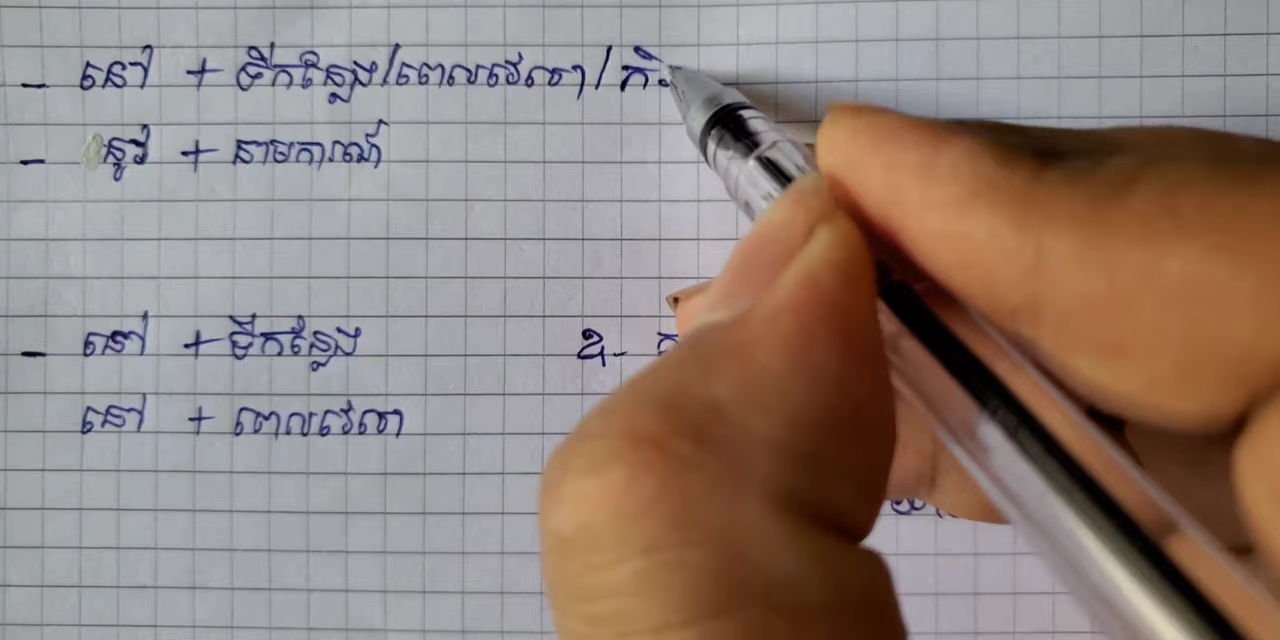 - នៅ + ទីកន្លែង/ពេលវេលា/
- នូវ + នាមការណ៍
- នៅ + ទីកន្លែង ឧ-
នៅ + ពេលវេលា